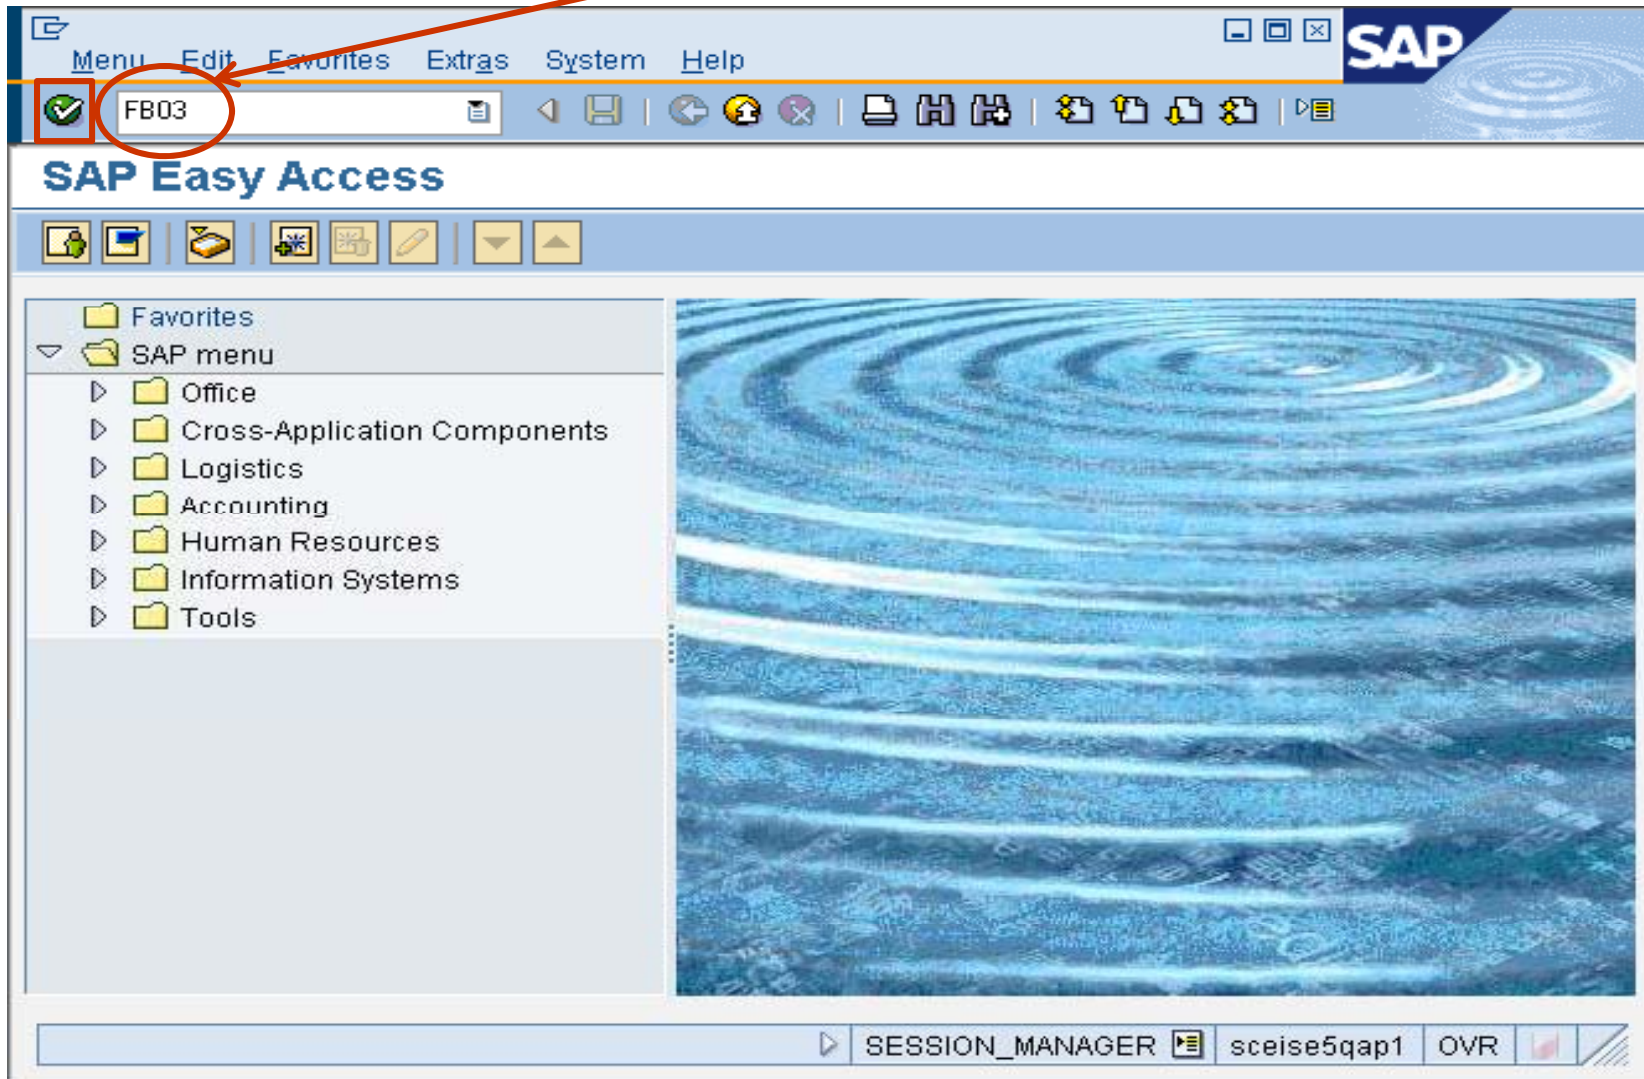 Menu Edit Favorites Extras System Help
SAP
FB03
SAP Easy Access
Favorites
SAP menu
Office
Cross-Application Components
Logistics
Accounting
Human Resources
Information Systems
Tools
SESSION_MANAGER sceise5qap1 OVR